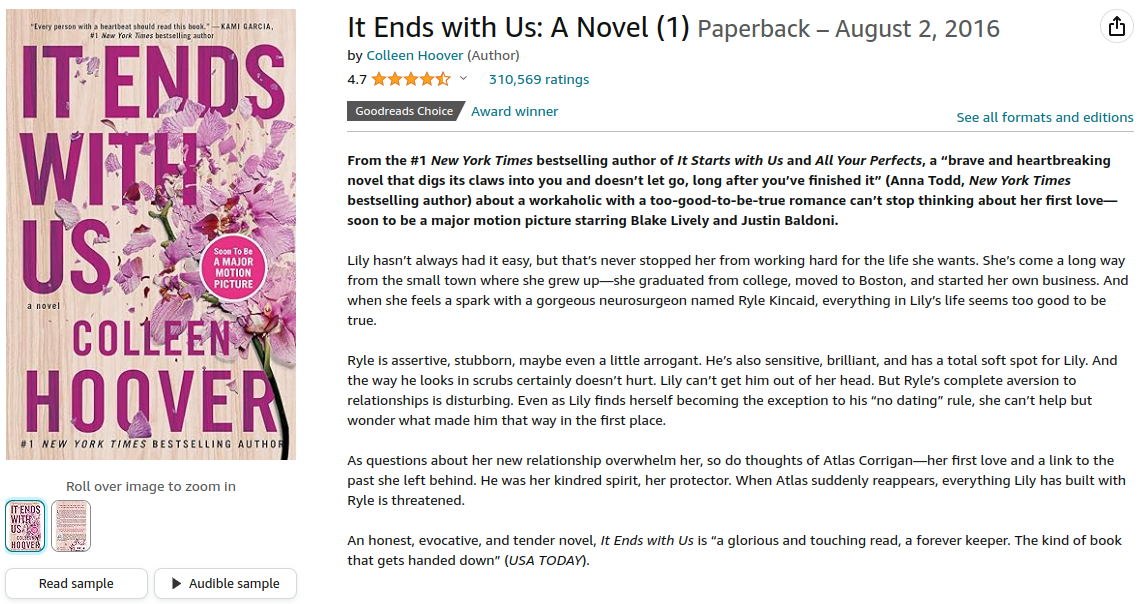 "Every person with a heartbeat should read this book." —KAMI GARCIA,
#1 New York Times bestselling author
IT ENDS
WITH
US
Soon To Be
A MAJOR
MOTION
PICTURE
a novel
COLLEEN
HOOVER
#1 NEW YORK TIMES BESTSELLING AUTHOR
Roll over image to zoom in
IT ENDS
WITH
US
COLLEEN
HOOVER
Read sample
Audible sample
It Ends with Us: A Novel (1) Paperback – August 2, 2016
by Colleen Hoover (Author)
4.7 310,569 ratings
Goodreads Choice Award winner
See all formats and editions
From the #1 New York Times bestselling author of It Starts with Us and All Your Perfects, a “brave and heartbreaking
novel that digs its claws into you and doesn’t let go, long after you’ve finished it” (Anna Todd, New York Times
bestselling author) about a workaholic with a too-good-to-be-true romance can’t stop thinking about her first love—
soon to be a major motion picture starring Blake Lively and Justin Baldoni.
Lily hasn’t always had it easy, but that’s never stopped her from working hard for the life she wants. She’s come a long way
from the small town where she grew up—she graduated from college, moved to Boston, and started her own business. And
when she feels a spark with a gorgeous neurosurgeon named Ryle Kincaid, everything in Lily’s life seems too good to be
true.
Ryle is assertive, stubborn, maybe even a little arrogant. He’s also sensitive, brilliant, and has a total soft spot for Lily. And
the way he looks in scrubs certainly doesn’t hurt. Lily can’t get him out of her head. But Ryle’s complete aversion to
relationships is disturbing. Even as Lily finds herself becoming the exception to his “no dating” rule, she can’t help but
wonder what made him that way in the first place.
As questions about her new relationship overwhelm her, so do thoughts of Atlas Corrigan—her first love and a link to the
past she left behind. He was her kindred spirit, her protector. When Atlas suddenly reappears, everything Lily has built with
Ryle is threatened.
An honest, evocative, and tender novel, It Ends with Us is “a glorious and touching read, a forever keeper. The kind of book
that gets handed down” (USA TODAY).